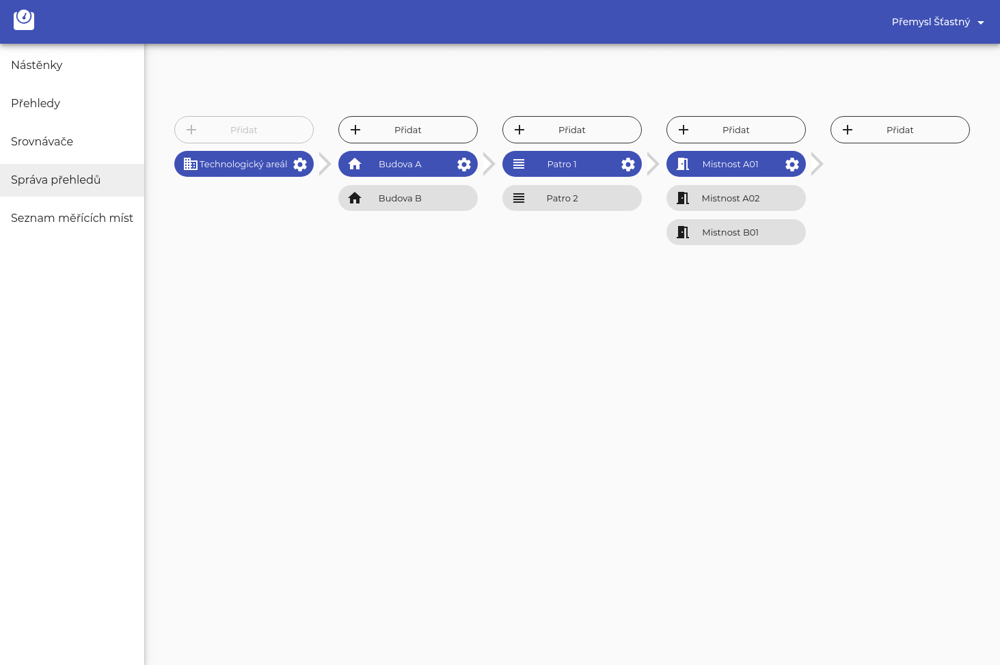 Přemysl Šťastný
Nástěnky
Přehledy
Srovnávače
Správa přehledů
Seznam měřících míst
Přidat
Přidat
Přidat
Přidat
Přidat
Technologický areál
Budova A
Patro 1
Mistnost A01
Budova B
Patro 2
Mistnost A02
Mistnost B01